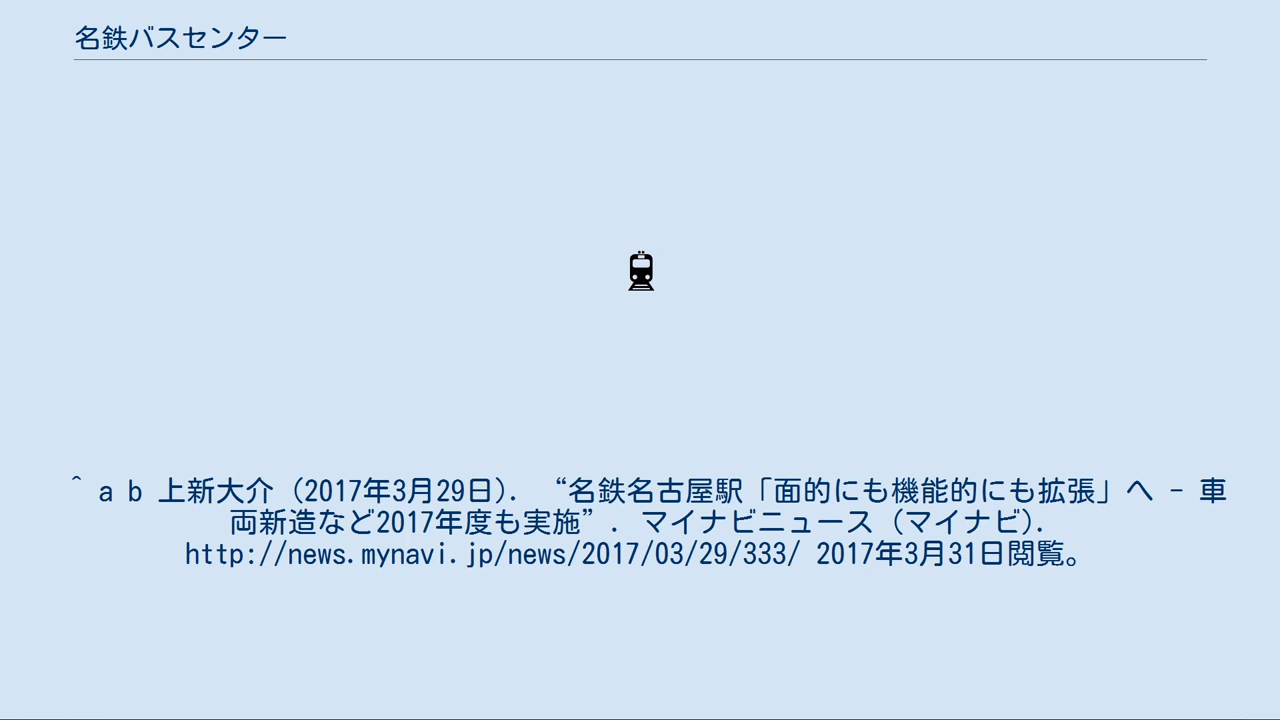 名鉄バスセンター
^ a b 上新大介 (2017年3月29日). “名鉄名古屋駅「面的にも機能的にも拡張」へ - 車
両新造など2017年度も実施”. マイナビニュース (マイナビ).
http://news.mynavi.jp/news/2017/03/29/333/ 2017年3月31日閲覧。